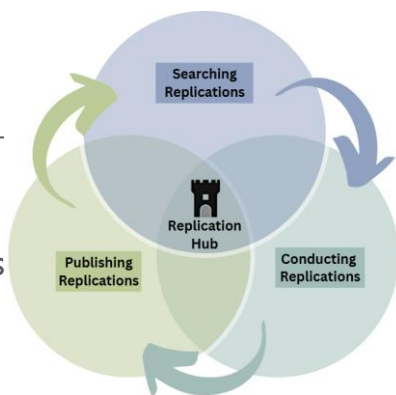 Searching
Replications
Replication
Hub
Publishing
Replications
Conducting
Replications
s